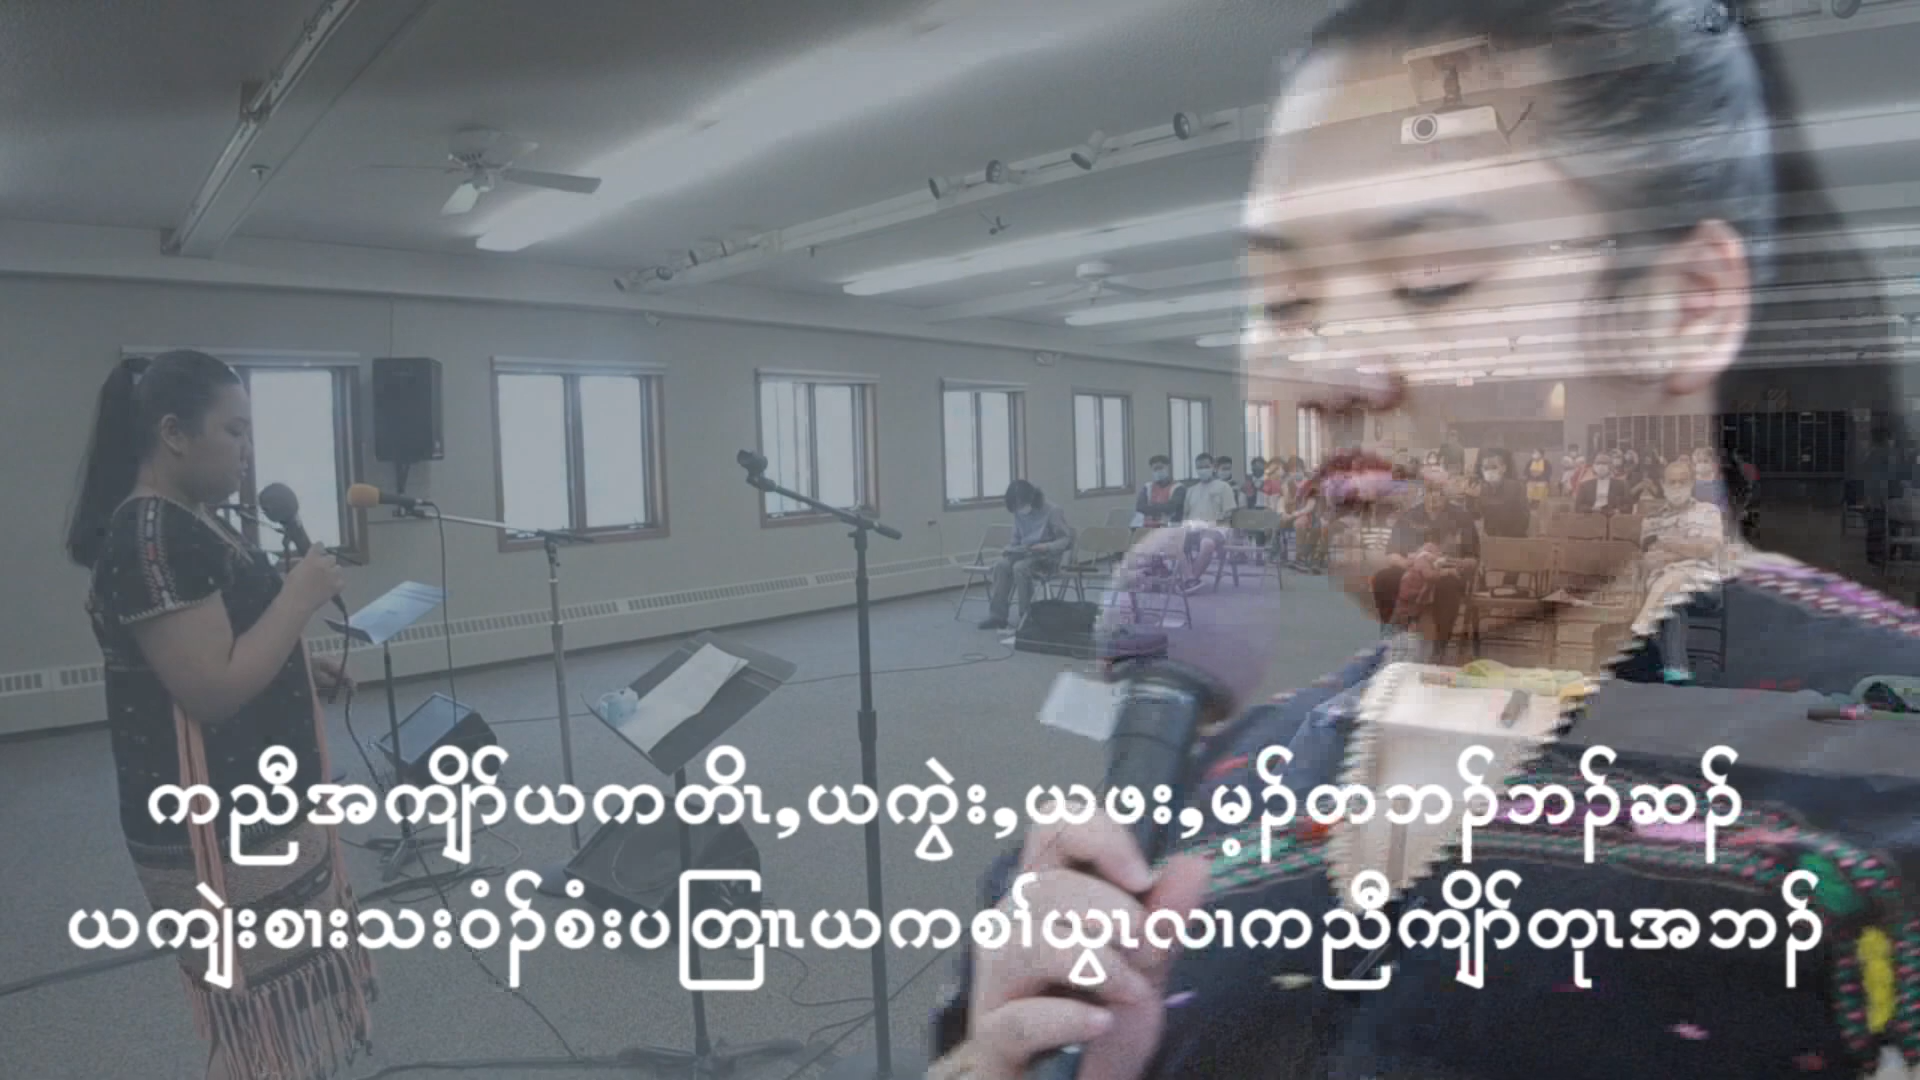 ကညီအကျိာ်ယကတိၤ,ယကွဲး,ယဖး,မ့ၣ်တဘၣ်ဘၣ်ဆၣ်
ယကျဲးစၢးသးဝံၣ်စံးပတြၢၤယကစၢ်ယွၤလၢကညီကျိာ်တုၤအဘၣ်